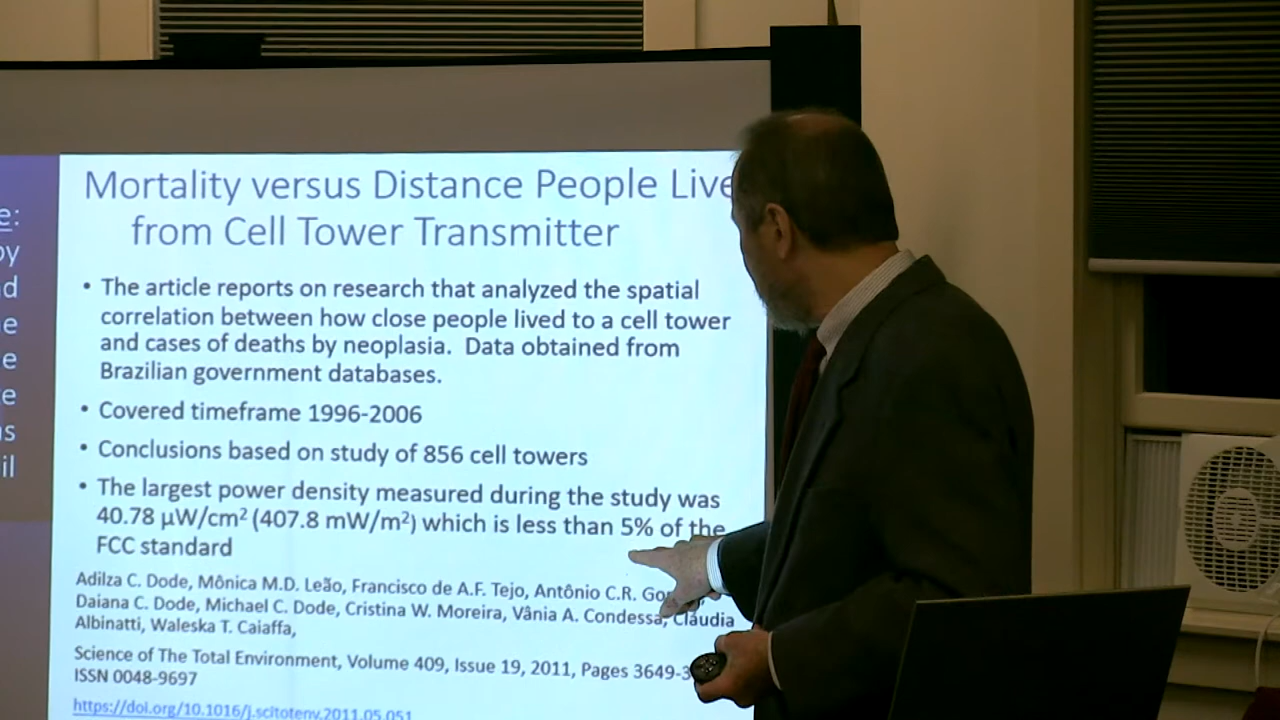 e:
by
d
e
e
e
us
il
Mortality versus Distance People Live
from Cell Tower Transmitter
• The article reports on research that analyzed the spatial
correlation between how close people lived to a cell tower
and cases of deaths by neoplasia. Data obtained from
Brazilian government databases.
• Covered timeframe 1996-2006
• Conclusions based on study of 856 cell towers
• The largest power density measured during the study was
40.78 µW/cm² (407.8 mW/m²) which is less than 5% of the
FCC standard
Adilza C. Dode, Mônica M.D. Leão, Francisco de A.F. Tejo, Antônio C.R.
Daiana C. Dode, Michael C. Dode, Cristina W. Moreira, Vânia A. Condessa, Cláudia
Albinatti, Waleska T. Caiaffa,
Science of The Total Environment, Volume 409, Issue 19, 2011, Pages 3649-3
ISSN 0048-9697
https://doi.org/10.1016/j.scitotenv.2011.05.051